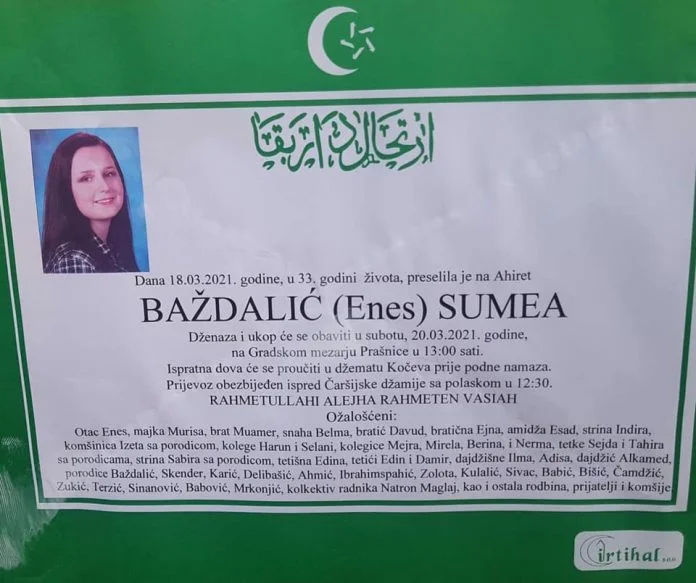 ارتحال دار بقا
Dana 18.03.2021. godine, u 33. godini života, preselila je na Ahiret
BAŽDALIĆ (Enes) SUMEA
Dženaza i ukop će se obaviti u subotu, 20.03.2021. godine,
na Gradskom mezarju Prašnice u 13:00 sati.
Ispratna dova će se proučiti u džematu Kočeva prije podne namaza.
Prijevoz obezbijeđen ispred Čaršijske džamije sa polaskom u 12:30.
RAHMETULLAHI ALEJHA RAHMETEN VASIAH
Ožalošćeni:
Otac Enes, majka Murisa, brat Muamer, snaha Belma, bratić Davud, bratična Ejna, amidža Esad, strina Indira,
komšinica Izeta sa porodicom, kolege Harun i Selani, kolegice Mejra, Mirela, Berina, i Nerma, tetke Sejda i Tahira
sa porodicama, strina Sabira sa porodicom, tetišna Edina, tetići Edin i Damir, dajdžišne Ilma, Adisa, dajdžić Alkamed,
porodice Baždalić, Skender, Karić, Delibašić, Ahmić, Ibrahimspahić, Zolota, Kulalić, Sivac, Babić, Bišić, Čamdžić,
Zukić, Terzić, Sinanović, Babović, Mrkonjić, kolkektiv radnika Natron Maglaj, kao i ostala rodbina, prijatelji i komšije
irtihal d.o.o